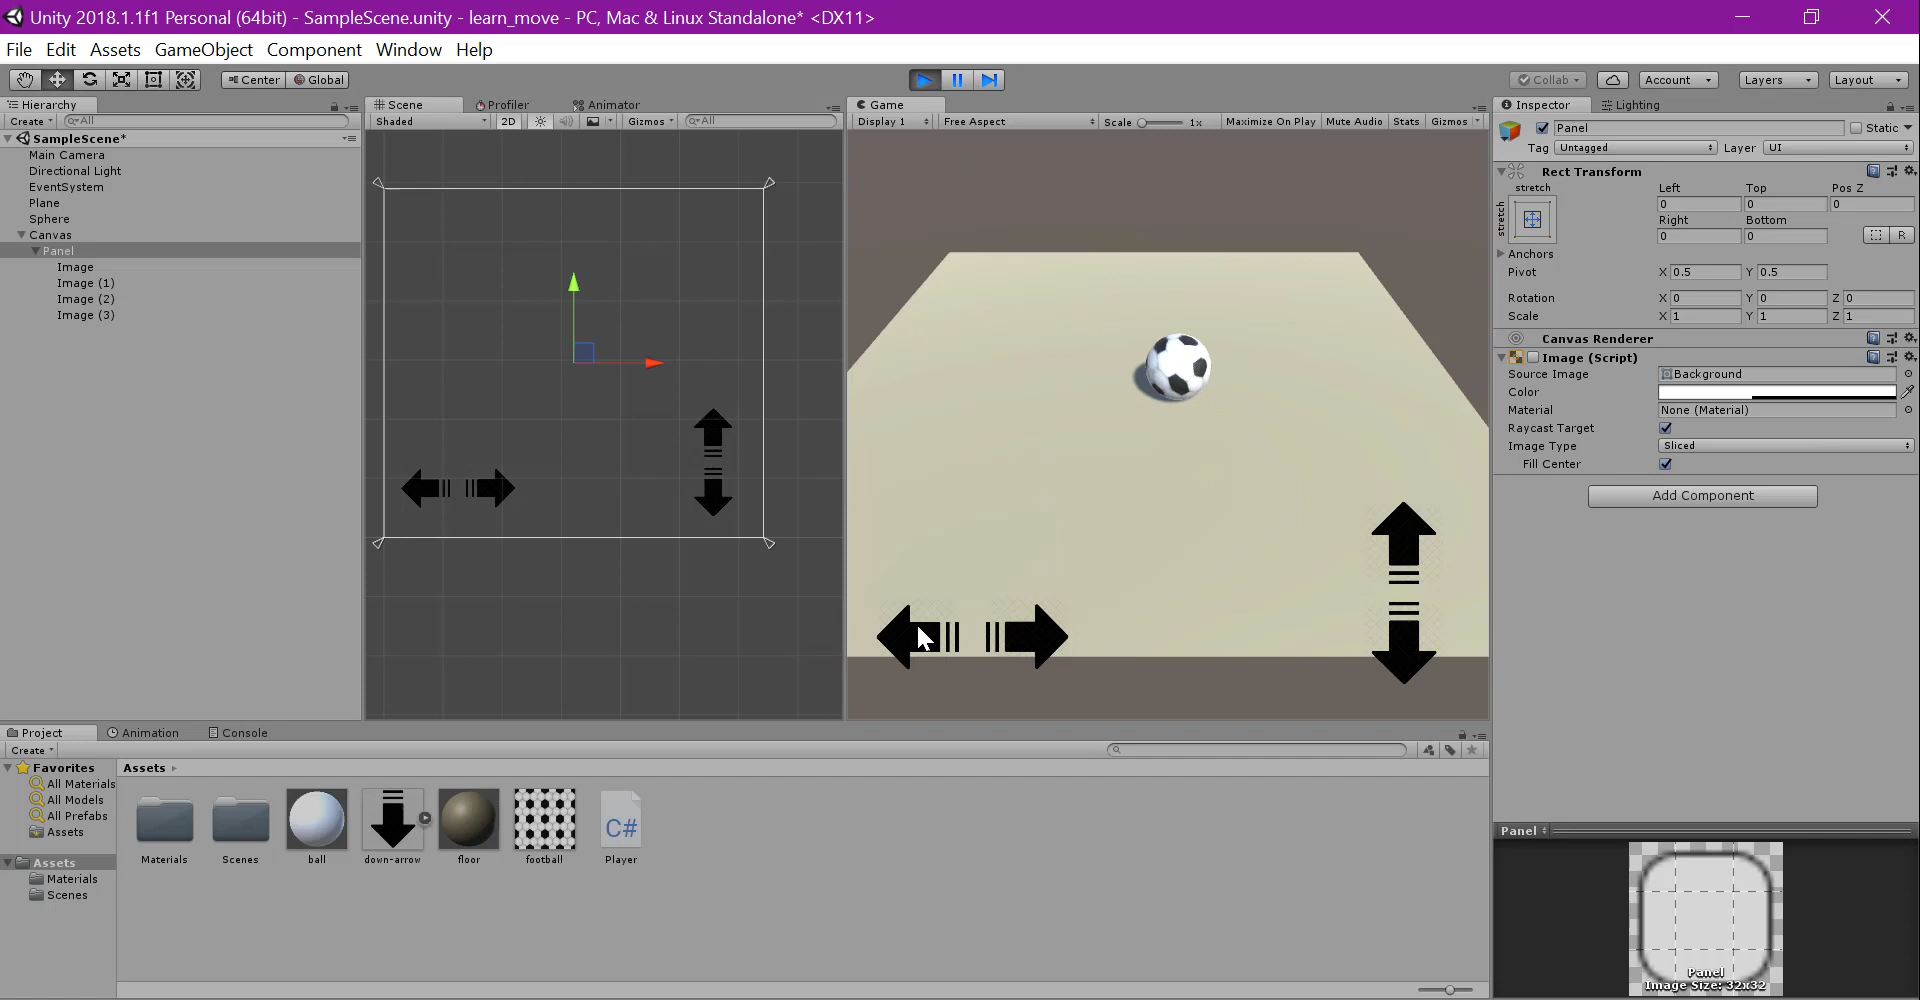 Unity 2018.1.1f1 Personal (64bit) - SampleScene.unity - learn_move - PC, Mac & Linux Standalone* <DX11>
File Edit Assets GameObject Component Window Help
Center Global Collab Account Layers Layout
Hierarchy
Create All
SampleScene*
Main Camera
Directional Light
EventSystem
Plane
Sphere
Canvas
Panel
Image
Image (1)
Image (2)
Image (3)
Scene Profiler Animator
Shaded 2D Gizmos All
Game
Display 1 Free Aspect Scale 1x Maximize On Play Mute Audio Stats Gizmos
Inspector Lighting
Panel Static
Tag Untagged Layer UI
Rect Transform
stretch Left Top Pos Z
stretch 0 0 0
Right Bottom
0 0 R
Anchors
Pivot X 0.5 Y 0.5
Rotation X 0 Y 0 Z 0
Scale X 1 Y 1 Z 1
Canvas Renderer
Image (Script)
Source Image Background
Color
Material None (Material)
Raycast Target
Image Type Sliced
Fill Center
Add Component
Project Animation Console
Create
Favorites
All Materials
All Models
All Prefabs
Assets
Assets
Materials
Scenes
Assets
Materials Scenes ball down-arrow floor football C# Player
Panel
Panel
Image Size: 32x32